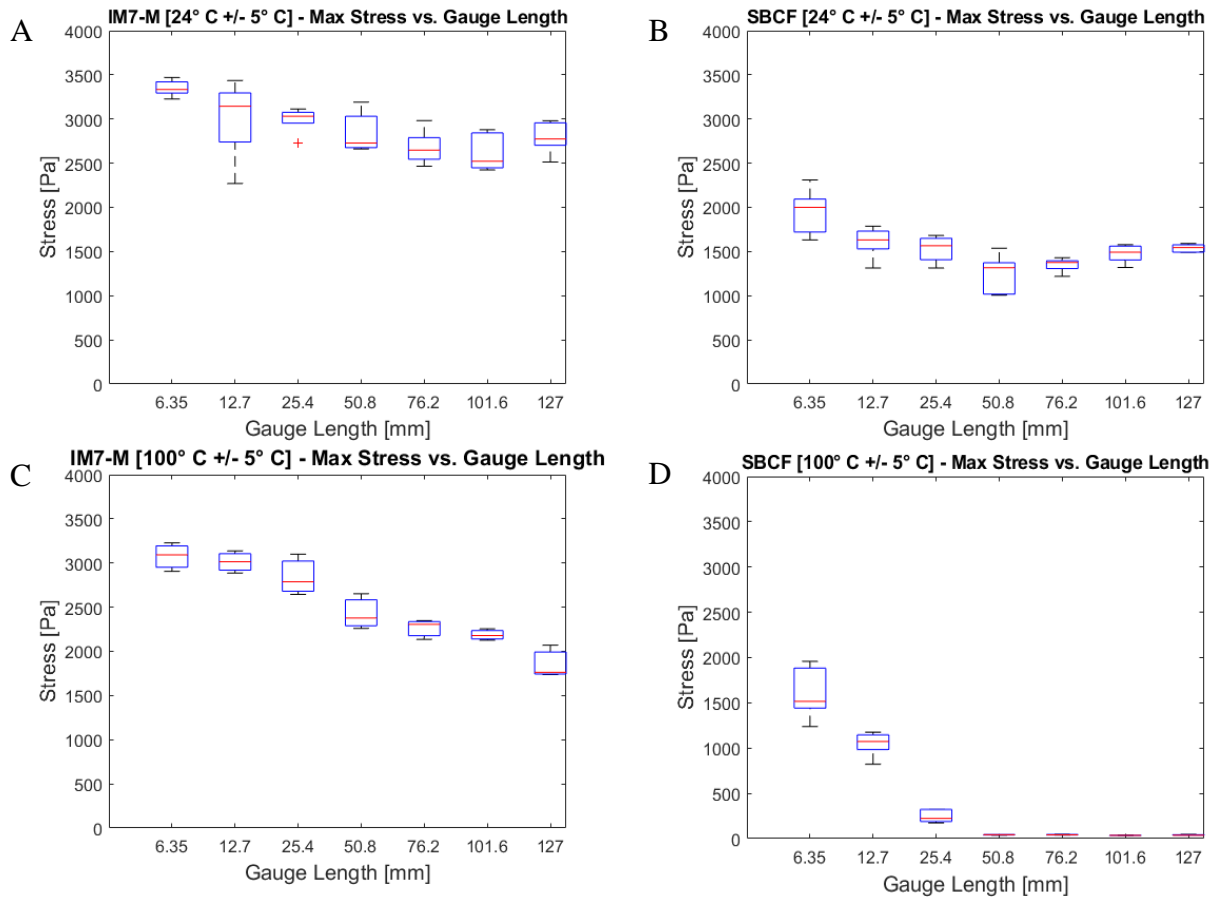 A
IM7-M [24° C +/- 5° C] - Max Stress vs. Gauge Length
4000
3500
3000
2500
2000
1500
1000
500
0
Stress [Pa]
6.35 12.7 25.4 50.8 76.2 101.6 127
Gauge Length [mm]
B
SBCF [24° C +/- 5° C] - Max Stress vs. Gauge Length
4000
3500
3000
2500
2000
1500
1000
500
0
Stress [Pa]
6.35 12.7 25.4 50.8 76.2 101.6 127
Gauge Length [mm]
C
IM7-M [100° C +/- 5° C] - Max Stress vs. Gauge Length
4000
3500
3000
2500
2000
1500
1000
500
0
Stress [Pa]
6.35 12.7 25.4 50.8 76.2 101.6 127
Gauge Length [mm]
D
SBCF [100° C +/- 5° C] - Max Stress vs. Gauge Length
4000
3500
3000
2500
2000
1500
1000
500
0
Stress [Pa]
6.35 12.7 25.4 50.8 76.2 101.6 127
Gauge Length [mm]